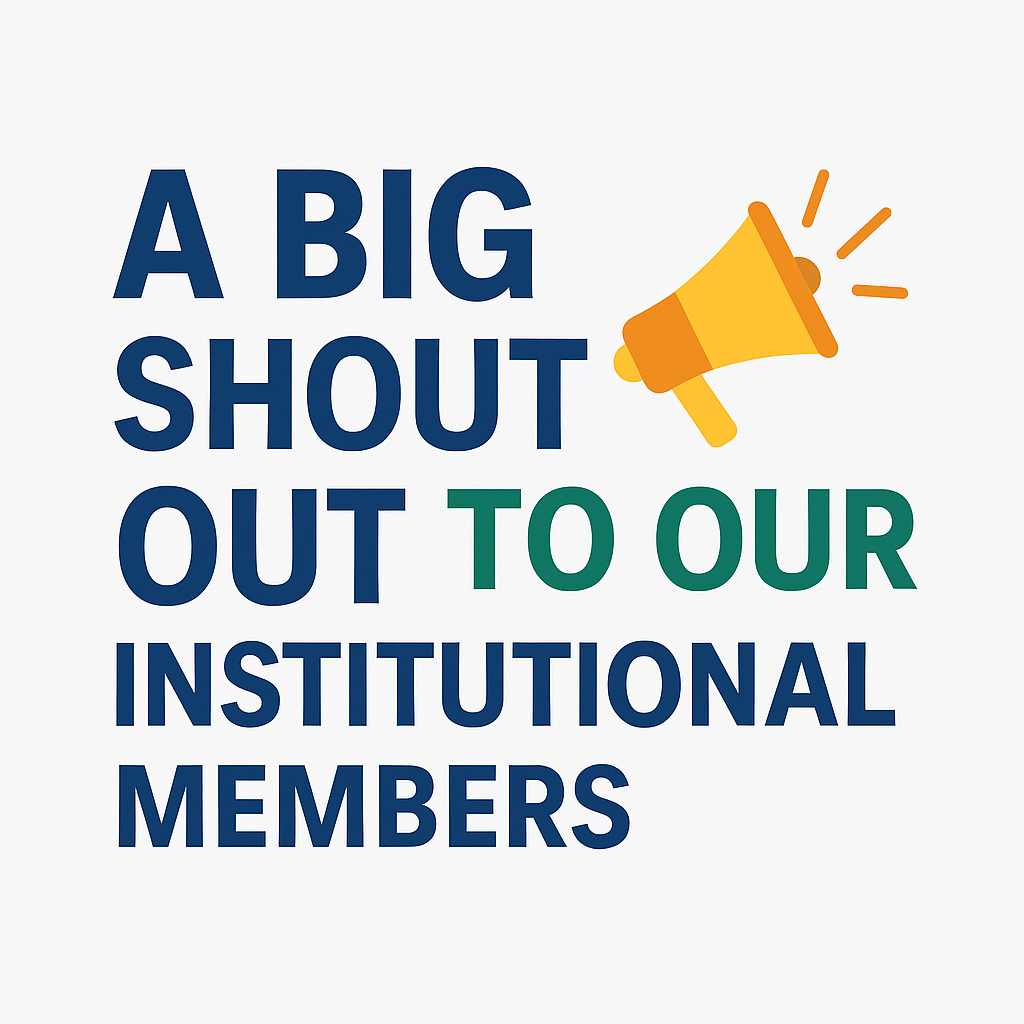 A BIG
SHOUT
OUT TO OUR
INSTITUTIONAL
MEMBERS